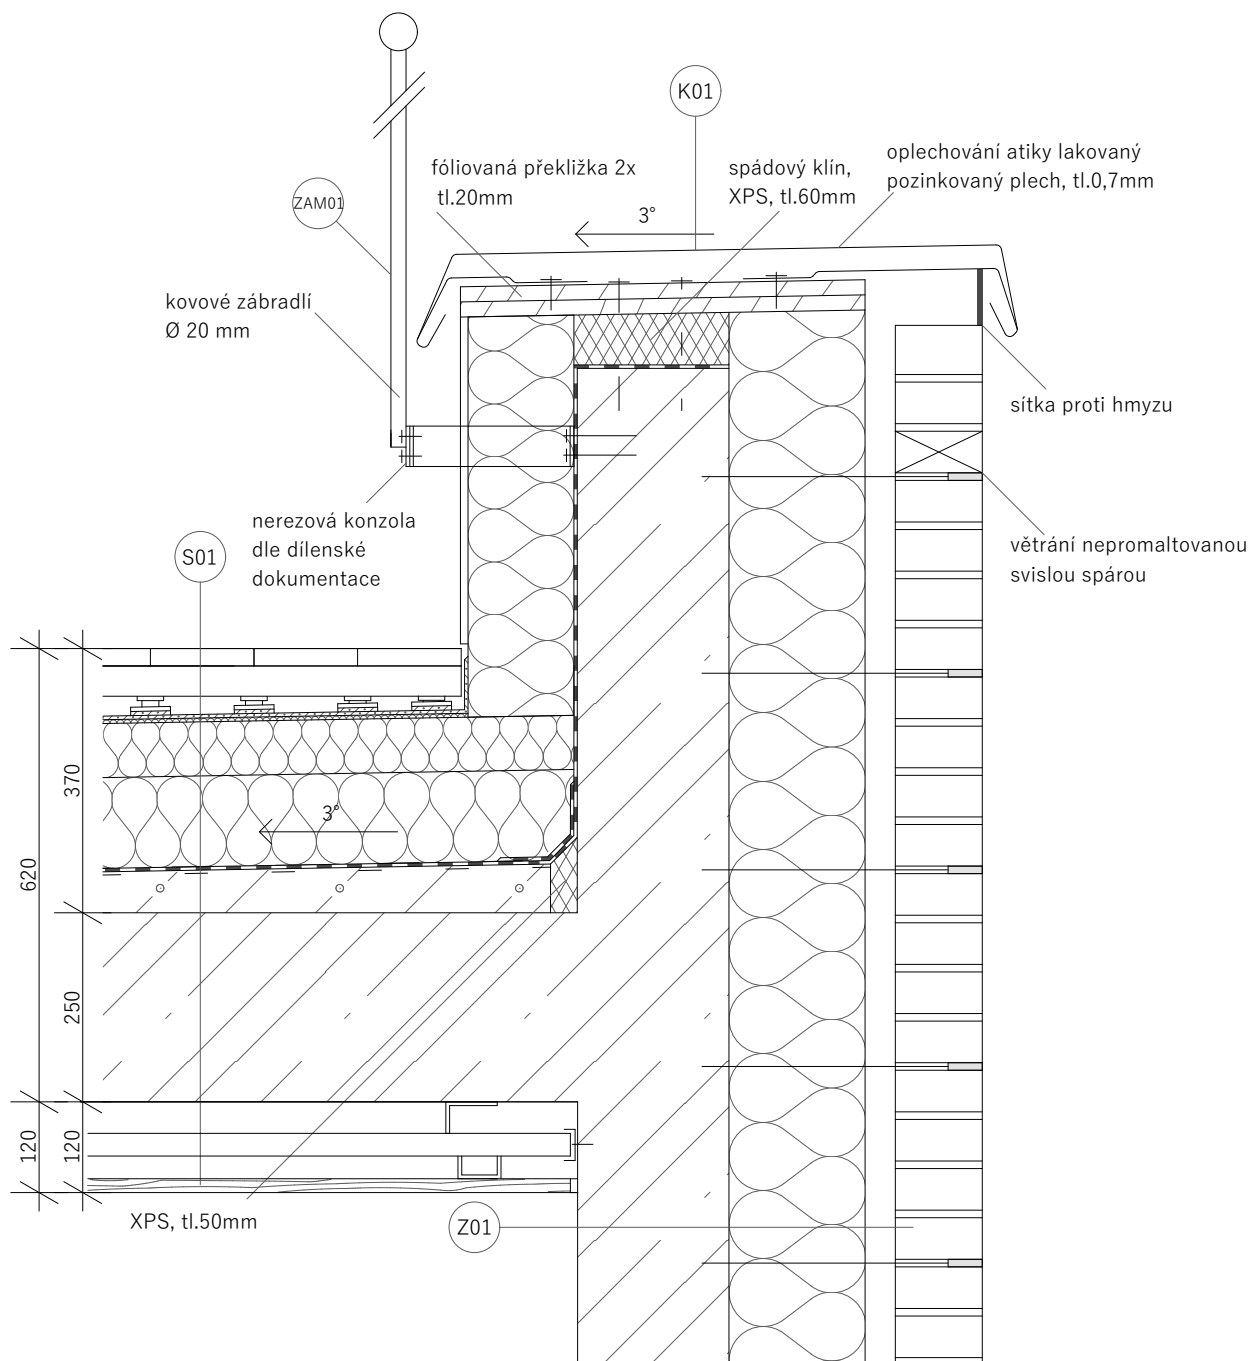 K01
oplechování atiky lakovaný
pozinkovaný plech, tl.0,7mm
fóliovaná překližka 2x
tl.20mm
spádový klín,
XPS, tl.60mm
ZAM01
3°
kovové zábradlí
Ø 20 mm
sítka proti hmyzu
nerezová konzola
dle dílenské
dokumentace
S01
větrání nepromaltovanou
svislou spárou
370
3°
620
250
120
120
XPS, tl.50mm
Z01